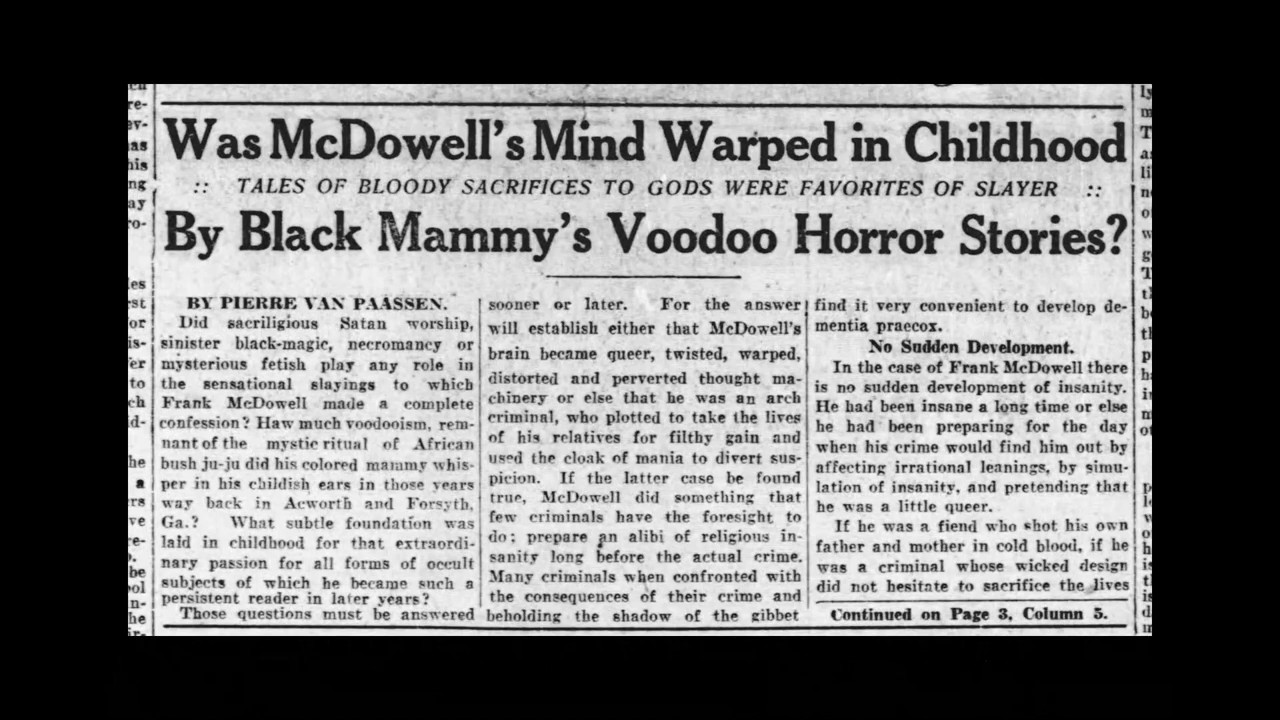 Was McDowell's Mind Warped in Childhood
:: TALES OF BLOODY SACRIFICES TO GODS WERE FAVORITES OF SLAYER ::
By Black Mammy's Voodoo Horror Stories?
BY PIERRE VAN PAASSEN.
Did sacriligious Satan worship,
sinister black-magic, necromancy or
mysterious fetish play any role in
the sensational slayings to which
Frank McDowell made a complete
confession? Haw much voodooism, rem-
nant of the mystic ritual of African
bush ju-ju did his colored mammy whis-
per in his childish ears in those years
way back in Acworth and Forsyth,
Ga.? What subtle foundation was
laid in childhood for that extraordi-
nary passion for all forms of occult
subjects of which he became such a
persistent reader in later years?
Those questions must be answered
sooner or later. For the answer
will establish either that McDowell's
brain became queer, twisted, warped,
distorted and perverted thought ma-
chinery or else that he was an arch
criminal, who plotted to take the lives
of his relatives for filthy gain and
used the cloak of mania to divert sus-
picion. If the latter case be found
true, McDowell did something that
few criminals have the foresight to
do: prepare an alibi of religious in-
sanity long before the actual crime.
Many criminals when confronted with
the consequences of their crime and
beholding the shadow of the gibbet
find it very convenient to develop de-
mentia praecox.
No Sudden Development.
In the case of Frank McDowell there
is no sudden development of insanity.
He had been insane a long time or else
he had been preparing for the day
when his crime would find him out by
affecting irrational leanings, by simu-
lation of insanity, and pretending that
he was a little queer.
If he was a fiend who shot his own
father and mother in cold blood, if he
was a criminal whose wicked design
did not hesitate to sacrifice the lives
Continued on Page 3, Column 5.